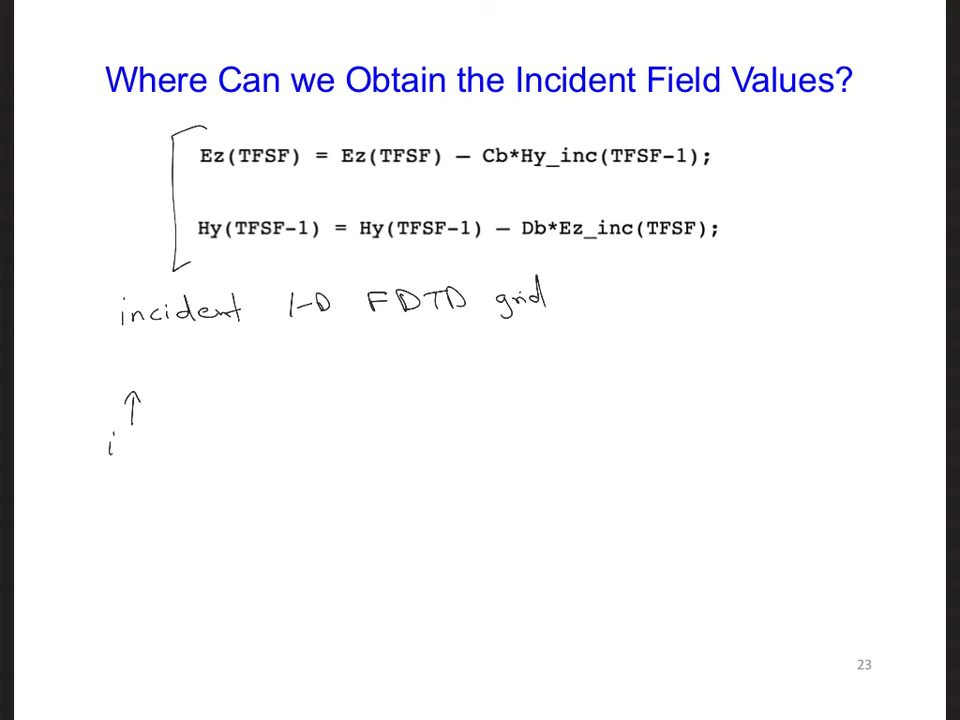 Where Can we Obtain the Incident Field Values?
Ez(TFSF) = Ez(TFSF) – Cb*Hy_inc(TFSF-1);
Hy(TFSF-1) = Hy(TFSF-1) – Db*Ez_inc(TFSF);
incident 1-D FDTD grid
↑
i
23